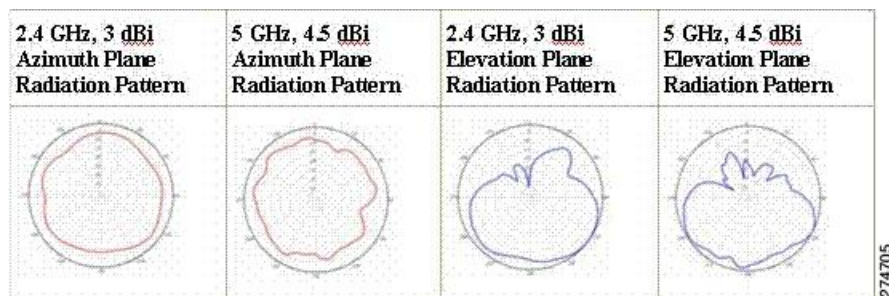 2.4 GHz, 3 dBi
Azimuth Plane
Radiation Pattern
5 GHz, 4.5 dBi
Azimuth Plane
Radiation Pattern
2.4 GHz, 3 dBi
Elevation Plane
Radiation Pattern
5 GHz, 4.5 dBi
Elevation Plane
Radiation Pattern
274705